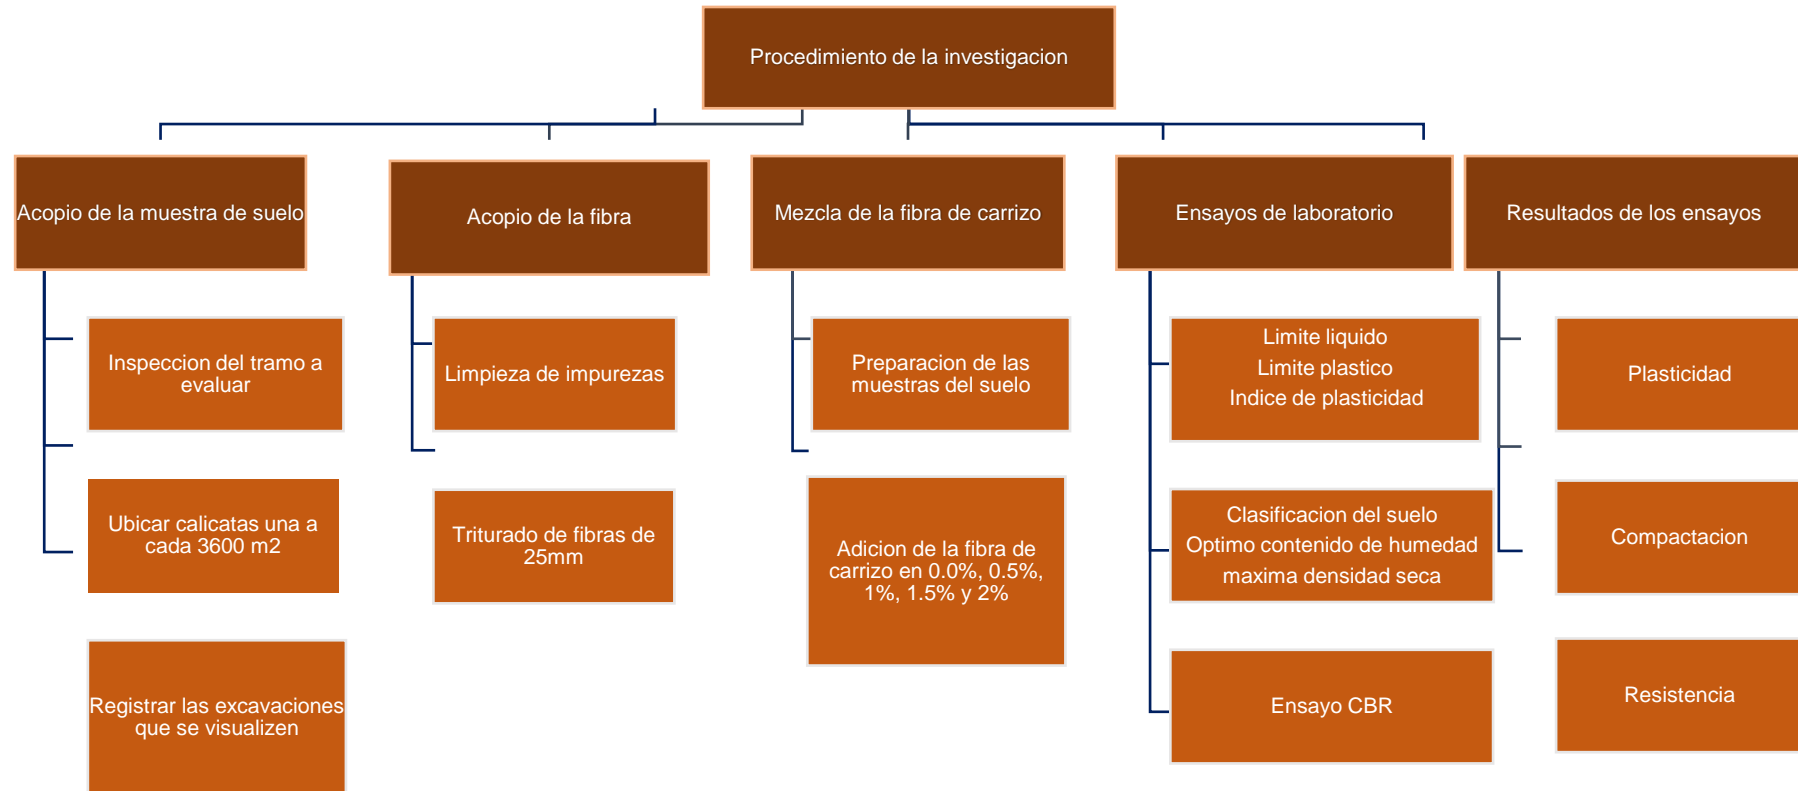 Procedimiento de la investigacion
Acopio de la muestra de suelo
Inspeccion del tramo a
evaluar
Ubicar calicatas una a
cada 3600 m2
Registrar las excavaciones
que se visualizen
Acopio de la fibra
Limpieza de impurezas
Triturado de fibras de
25mm
Mezcla de la fibra de carrizo
Preparacion de las
muestras del suelo
Adicion de la fibra de
carrizo en 0.0%, 0.5%,
1%, 1.5% y 2%
Ensayos de laboratorio
Limite liquido
Limite plastico
Indice de plasticidad
Clasificacion del suelo
Optimo contenido de humedad
maxima densidad seca
Ensayo CBR
Resultados de los ensayos
Plasticidad
Compactacion
Resistencia